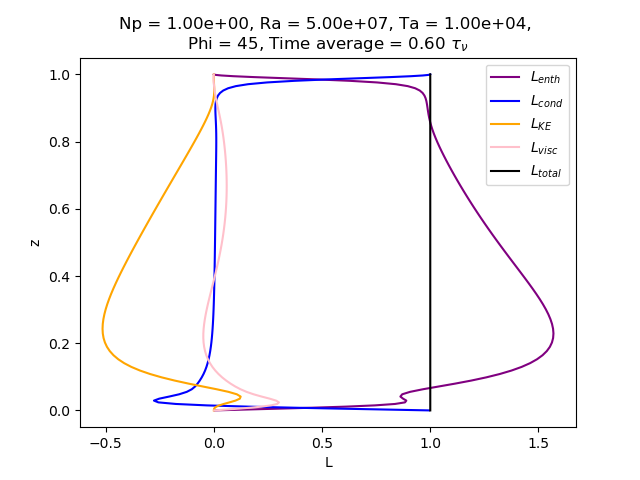 Np = 1.00e+00, Ra = 5.00e+07, Ta = 1.00e+04,
Phi = 45, Time average = 0.60 τ_ν
1.0
0.8
0.6
0.4
0.2
0.0
z
−0.5 0.0 0.5 1.0 1.5
L
L_enth
L_cond
L_KE
L_visc
L_total